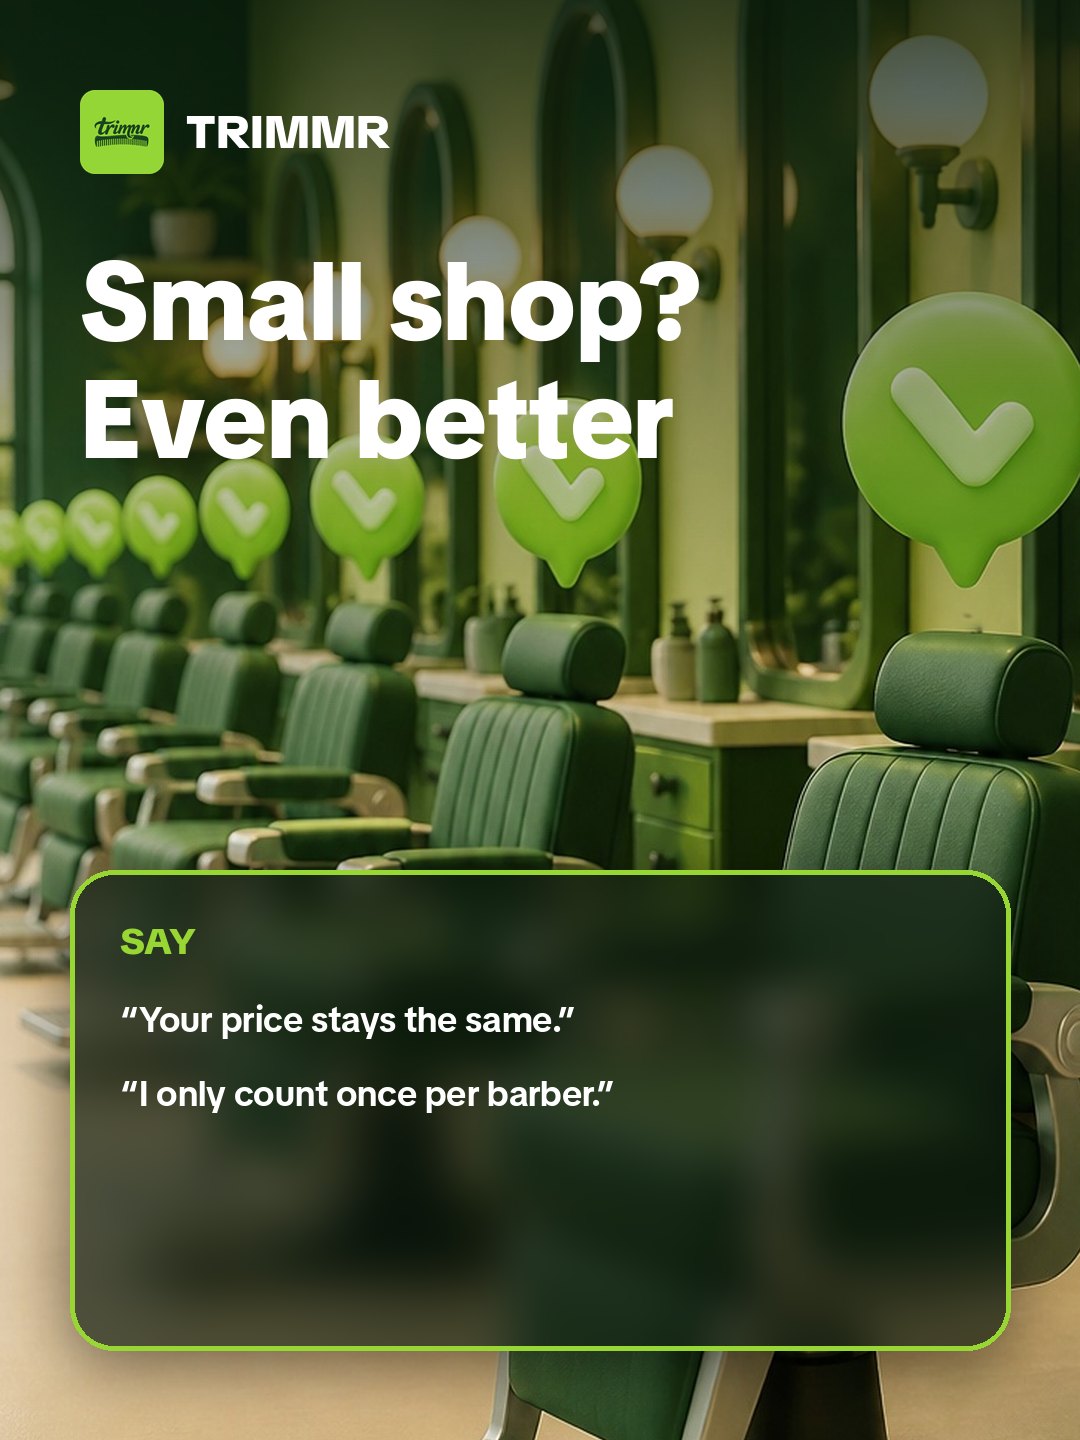 trimmr
TRIMMR
Small shop?
Even better
SAY
“Your price stays the same.”
“I only count once per barber.”